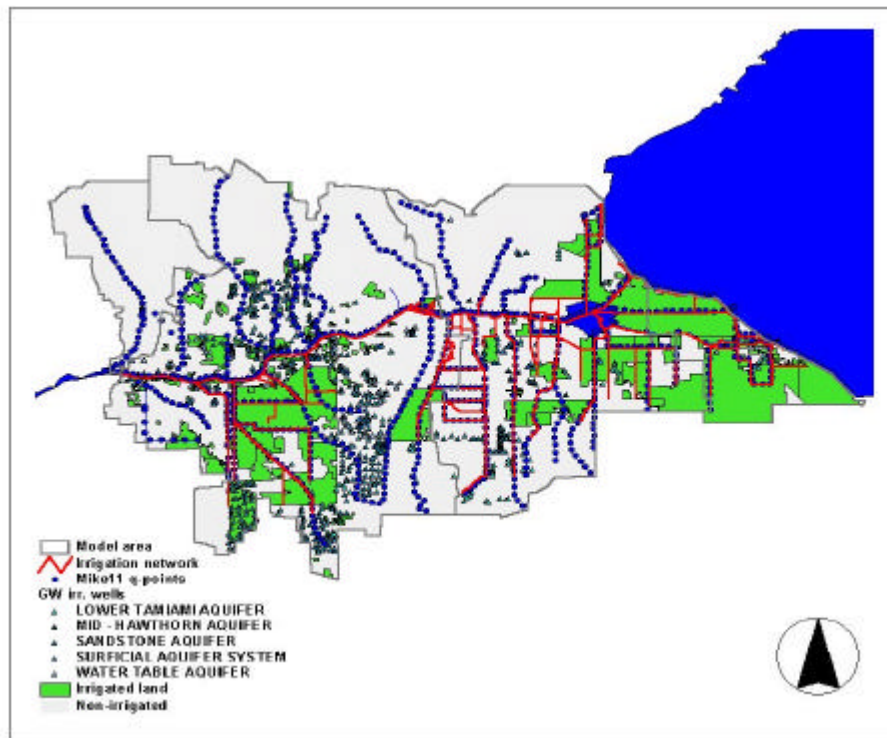 Model area
Irrigation network
Mike11 q-points
GW irr. wells
LOWER TAMIAMI AQUIFER
MID - HAWTHORN AQUIFER
SANDSTONE AQUIFER
SURFICIAL AQUIFER SYSTEM
WATER TABLE AQUIFER
Irrigated land
Non-irrigated